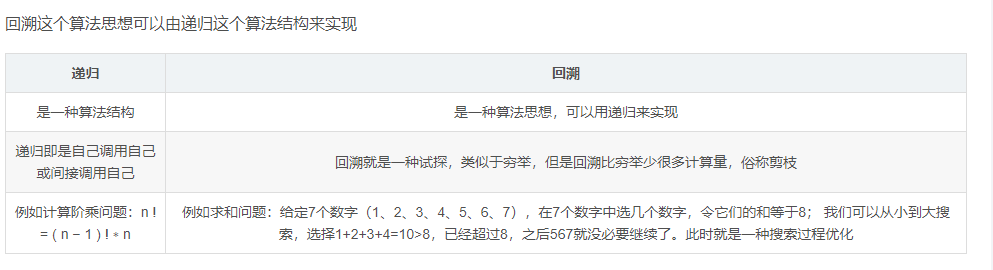 回溯这个算法思想可以由递归这个算法结构来实现
递归
回溯
是一种算法结构
是一种算法思想，可以用递归来实现
递归即是自己调用自己
或间接调用自己
回溯就是一种试探，类似于穷举，但是回溯比穷举少很多计算量，俗称剪枝
例如计算阶乘问题：n !
= ( n − 1 ) ! ∗ n
例如求和问题：给定7个数字（1、2、3、4、5、6、7），在7个数字中选几个数字，令它们的和等于8； 我们可以从小到大搜
索，选择1+2+3+4=10>8，已经超过8，之后567就没必要继续了。此时就是一种搜索过程优化